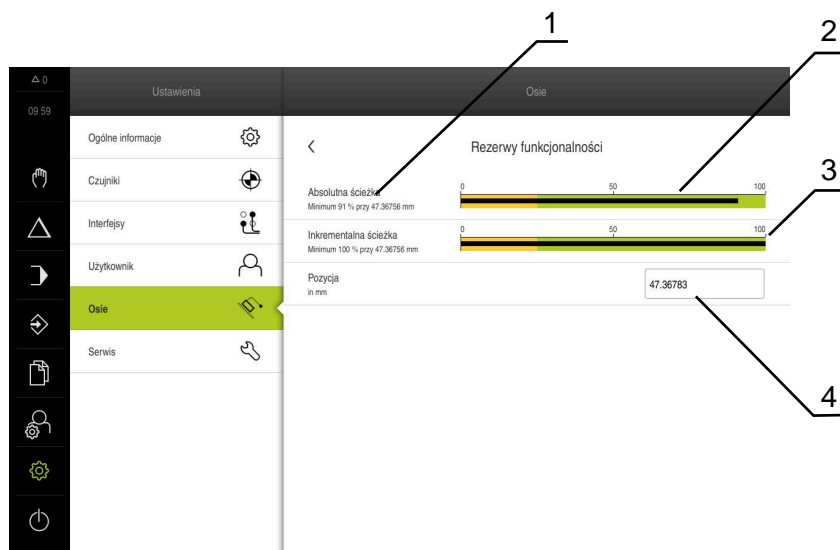 1
2
3
4
0
09 59
Ustawienia
Osie
Ogólne informacje
Czujniki
Interfejsy
Użytkownik
Osie
Serwis
Rezerwy funkcjonalności
Absolutna ścieżka
Minimum 91 % przy 47.36756 mm
0 50 100
Inkrementalna ścieżka
Minimum 100 % przy 47.36756 mm
0 50 100
Pozycja
in mm
47.36783